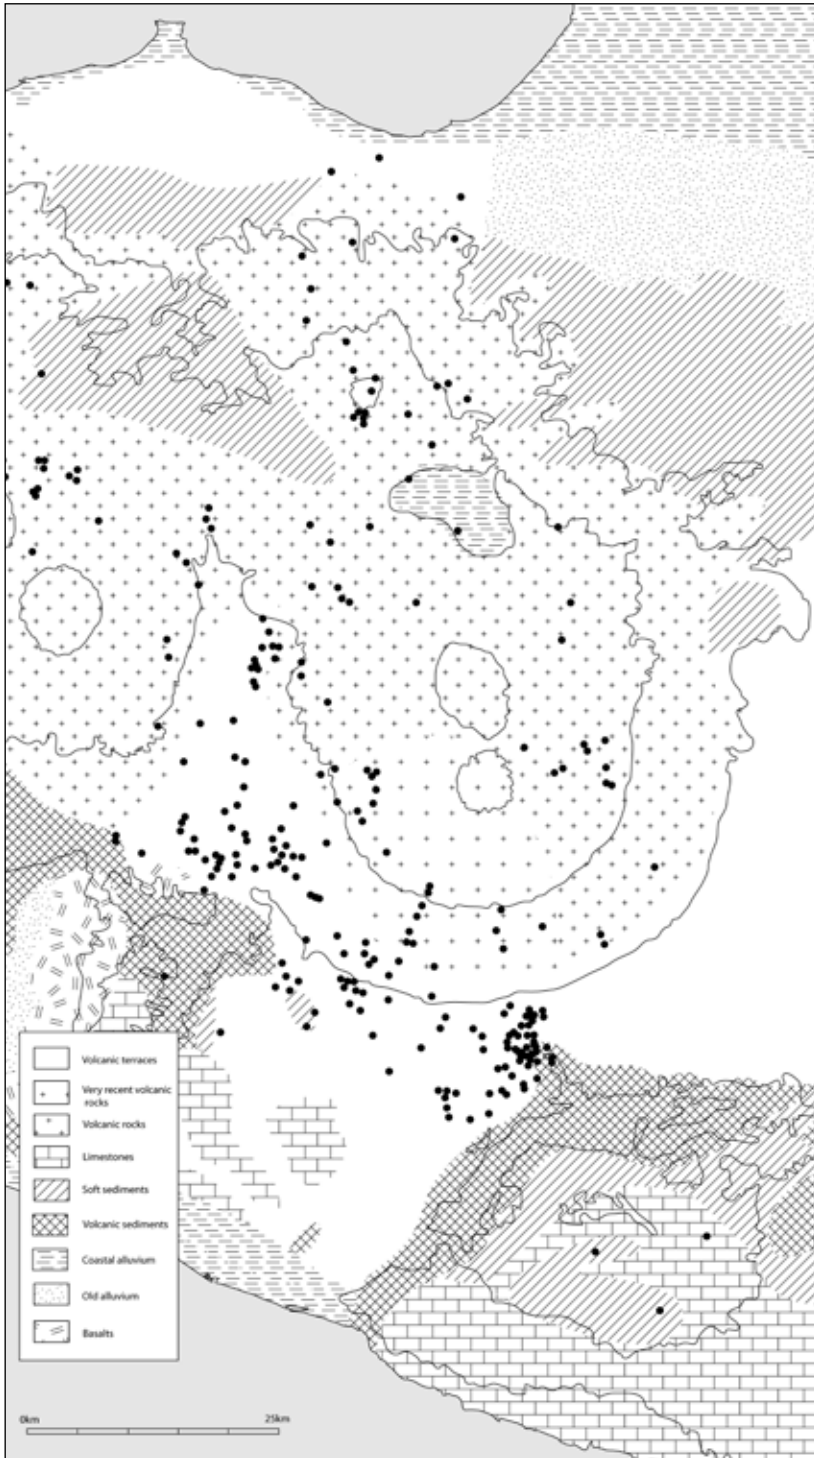 Volcanic terraces
Very recent volcanic
rocks
Volcanic rocks
Limestones
Soft sediments
Volcanic sediments
Coastal alluvium
Old alluvium
Basalts
0km 25km